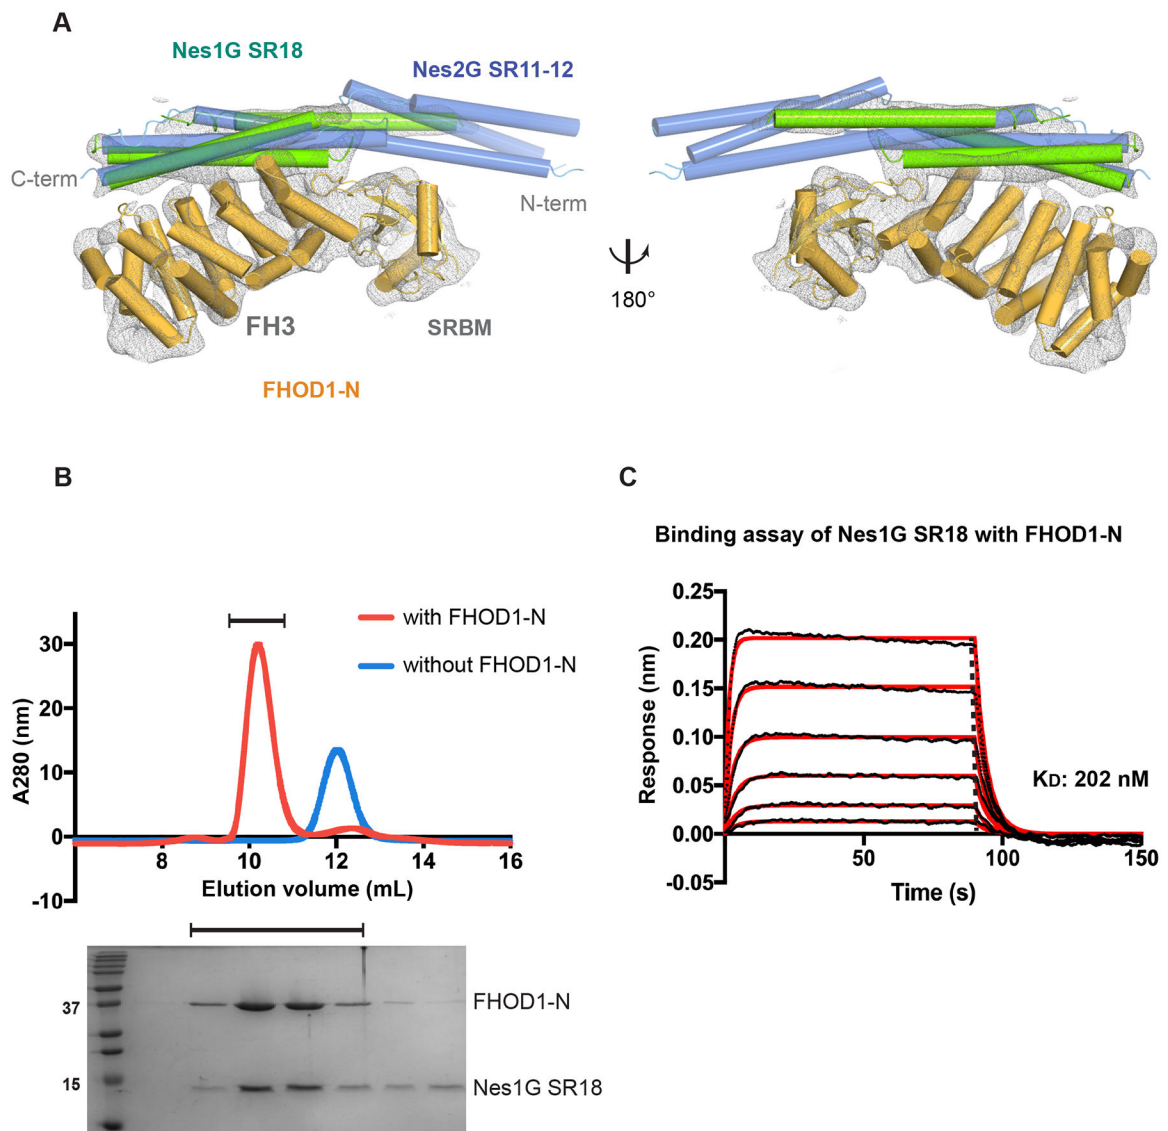 A
Nes1G SR18
Nes2G SR11-12
C-term
N-term
FH3
SRBM
FHOD1-N
180°
B
with FHOD1-N
without FHOD1-N
30
20
10
0
-10
A280 (nm)
8 10 12 14 16
Elution volume (mL)
37
15
FHOD1-N
Nes1G SR18
C
Binding assay of Nes1G SR18 with FHOD1-N
0.25
0.20
0.15
0.10
0.05
0.00
-0.05
Response (nm)
KD: 202 nM
50 100 150
Time (s)